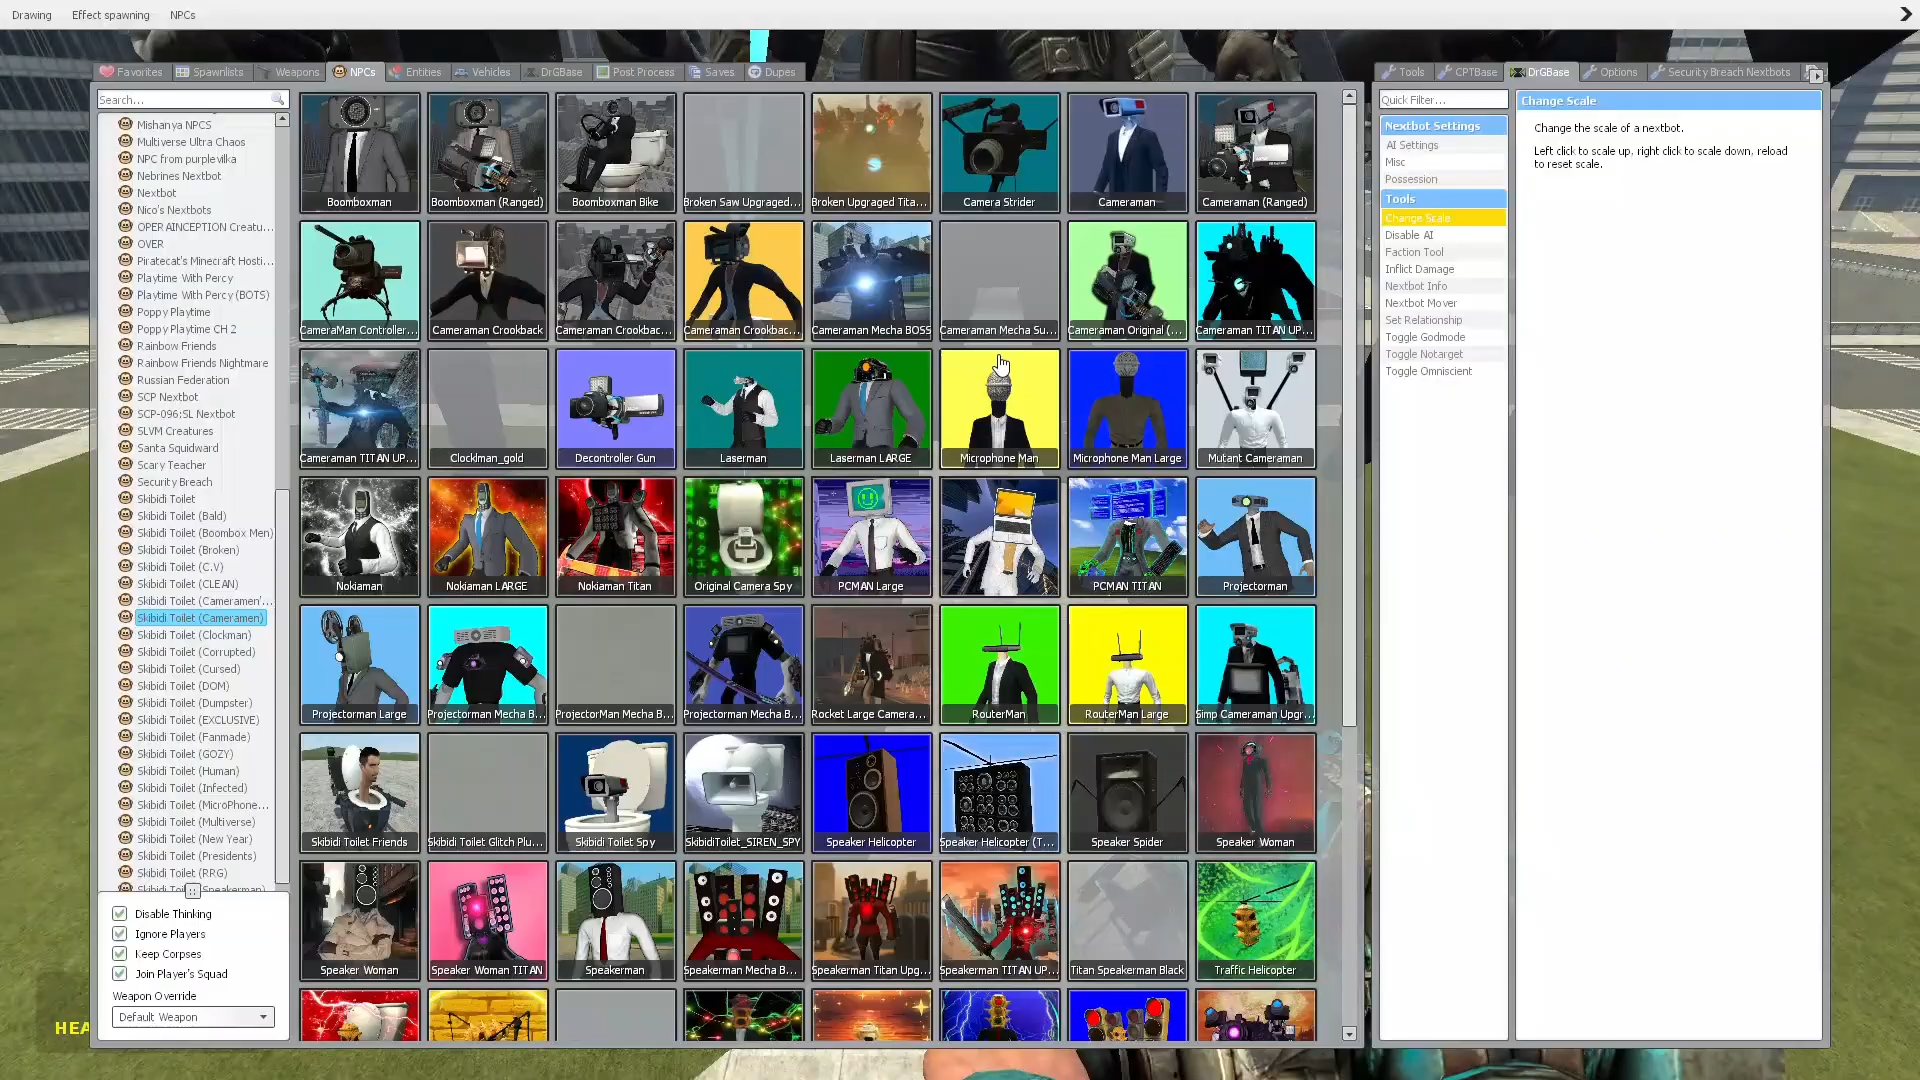 Drawing Effect spawning NPCs
Favorites Spawnlists Weapons NPCs Entities Vehicles DrGBase Post Process Saves Dupes
Tools CPTBase DrGBase Options Security Breach Nextbots
Search...
Mishanya NPCS
Multiverse Ultra Chaos
NPC from purplevilka
Nebrines Nextbot
Nextbot
Nico's Nextbots
OPERAINCEPTION Creatu...
OVER
Piratecat's Minecraft Hosti...
Playtime With Percy
Playtime With Percy (BOTS)
Poppy Playtime
Poppy Playtime CH 2
Rainbow Friends
Rainbow Friends Nightmare
Russian Federation
SCP Nextbot
SCP-096:SL Nextbot
SLVM Creatures
Santa Squidward
Scary Teacher
Security Breach
Skibidi Toilet
Skibidi Toilet (Bald)
Skibidi Toilet (Boombox Men)
Skibidi Toilet (Broken)
Skibidi Toilet (C.V)
Skibidi Toilet (CLEAN)
Skibidi Toilet (Cameramen'...
Skibidi Toilet (Cameramen)
Skibidi Toilet (Clockman)
Skibidi Toilet (Corrupted)
Skibidi Toilet (Cursed)
Skibidi Toilet (DOM)
Skibidi Toilet (Dumpster)
Skibidi Toilet (EXCLUSIVE)
Skibidi Toilet (Fanmade)
Skibidi Toilet (GOZY)
Skibidi Toilet (Human)
Skibidi Toilet (Infected)
Skibidi Toilet (MicroPhone...
Skibidi Toilet (Multiverse)
Skibidi Toilet (New Year)
Skibidi Toilet (Presidents)
Skibidi Toilet (RRG)
Disable Thinking
Ignore Players
Keep Corpses
Join Player's Squad
Weapon Override
Default Weapon
HEA
Boomboxman Boomboxman (Ranged) Boomboxman Bike Broken Saw Upgraded... Broken Upgraded Tita... Camera Strider Cameraman Cameraman (Ranged)
CameraMan Controller... Cameraman Crookback Cameraman Crookbac... Cameraman Crookbac... Cameraman Mecha BOSS Cameraman Mecha Su... Cameraman Original (... Cameraman TITAN UP...
Cameraman TITAN UP... Clocklman_gold Decontroller Gun Laserman Laserman LARGE Microphone Man Microphone Man Large Mutant Cameraman
Nokiaman Nokiaman LARGE Nokiaman Titan Original Camera Spy PCMAN Large PCMAN TITAN Projectorman
Projectorman Large Projectorman Mecha B... ProjectorMan Mecha B... Projectorman Mecha B... Rocket Large Camera... RouterMan RouterMan Large Simp Cameraman Upgr...
Skibidi Toilet Friends Skibidi Toilet Glitch Plu... Skibidi Toilet Spy SkibidiToilet_SIREN_SPY Speaker Helicopter Speaker Helicopter (T... Speaker Spider Speaker Woman
Speaker Woman Speaker Woman TITAN Speakerman Speakerman Mecha B... Speakerman Titan Upg... Speakerman TITAN UP... Titan Speakerman Black Traffic Helicopter
Quick Filter...
Nextbot Settings
AI Settings
Misc
Possession
Tools
Change Scale
Disable AI
Faction Tool
Inflict Damage
Nextbot Info
Nextbot Mover
Set Relationship
Toggle Godmode
Toggle Notarget
Toggle Omniscient
Change Scale
Change the scale of a nextbot.
Left click to scale up, right click to scale down, reload
to reset scale.